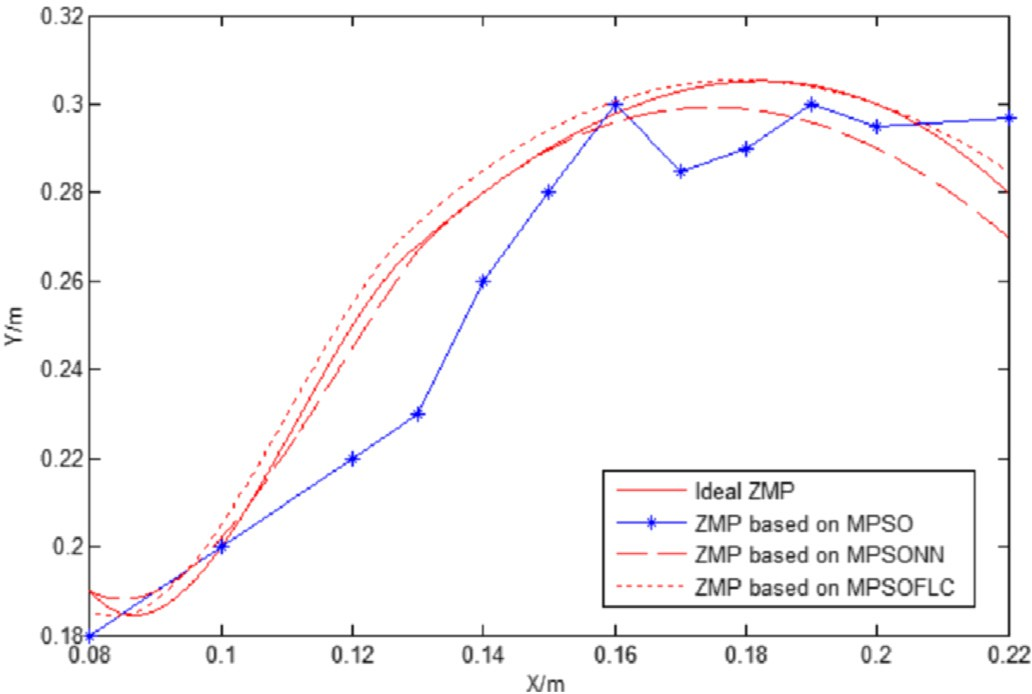 0.32
0.3
0.28
0.26
0.24
0.22
0.2
0.18
Y/m
0.08 0.1 0.12 0.14 0.16 0.18 0.2 0.22
X/m
Ideal ZMP
ZMP based on MPSO
ZMP based on MPSONN
ZMP based on MPSOFLC